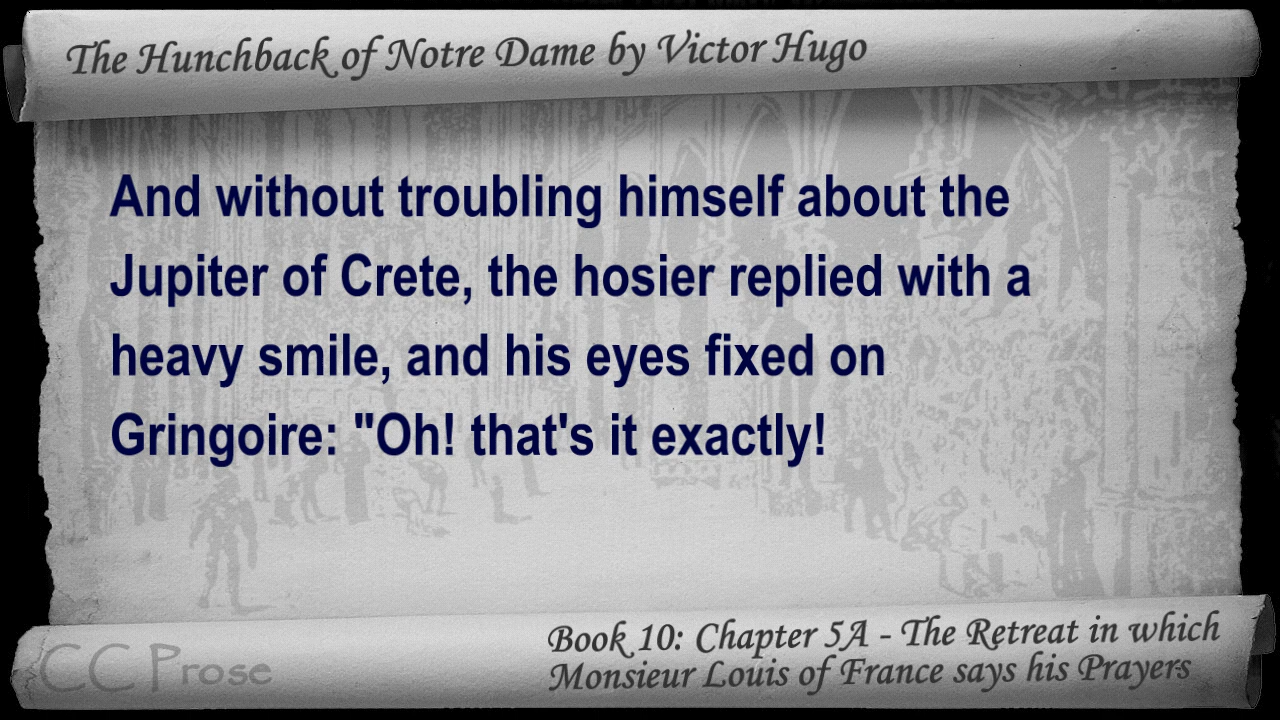 The Hunchback of Notre Dame by Victor Hugo
And without troubling himself about the
Jupiter of Crete, the hosier replied with a
heavy smile, and his eyes fixed on
Gringoire: "Oh! that's it exactly!
CC Prose
Book 10: Chapter 5A - The Retreat in which
Monsieur Louis of France says his Prayers